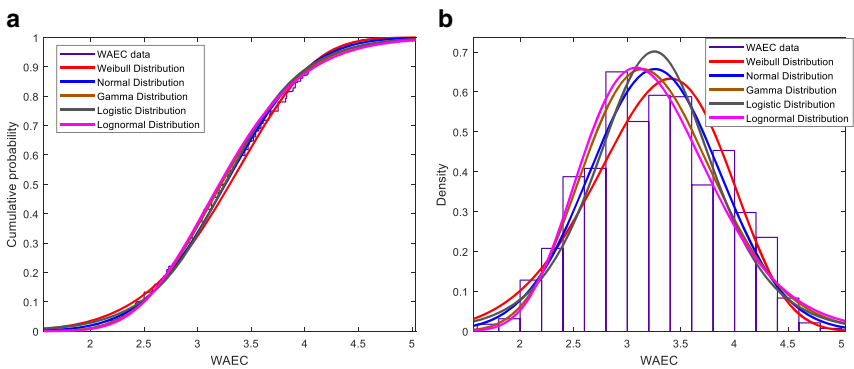 a
b
1
0.9
0.8
0.7
0.6
0.5
0.4
0.3
0.2
0.1
0
Cumulative probability
WAEC data
Weibull Distribution
Normal Distribution
Gamma Distribution
Logistic Distribution
Lognormal Distribution
2
2.5
3
3.5
4
4.5
5
WAEC
0.7
0.6
0.5
0.4
0.3
0.2
0.1
0
Density
WAEC data
Weibull Distribution
Normal Distribution
Gamma Distribution
Logistic Distribution
Lognormal Distribution
2
2.5
3
3.5
4
4.5
5
WAEC